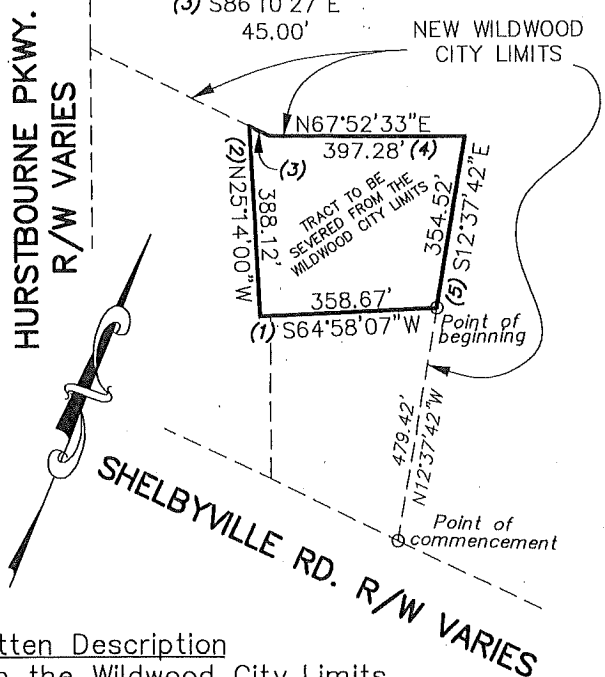 (3) S86°10'27"E
45.00'
NEW WILDWOOD
CITY LIMITS
HURSTBOURNE PKWY.
R/W VARIES
N67°52'33"E
397.28' (4)
(3)
(2) N25°14'00"W
388.12'
TRACT TO BE
SEVERED FROM THE
WILDWOOD CITY LIMITS
354.52'
(5) S12°37'42"E
358.67'
(1) S64°58'07"W
Point of
beginning
479.42'
N12°37'42"W
Point of
commencement
SHELBYVILLE RD. R/W VARIES
tten Description
the Wildwood City Limits